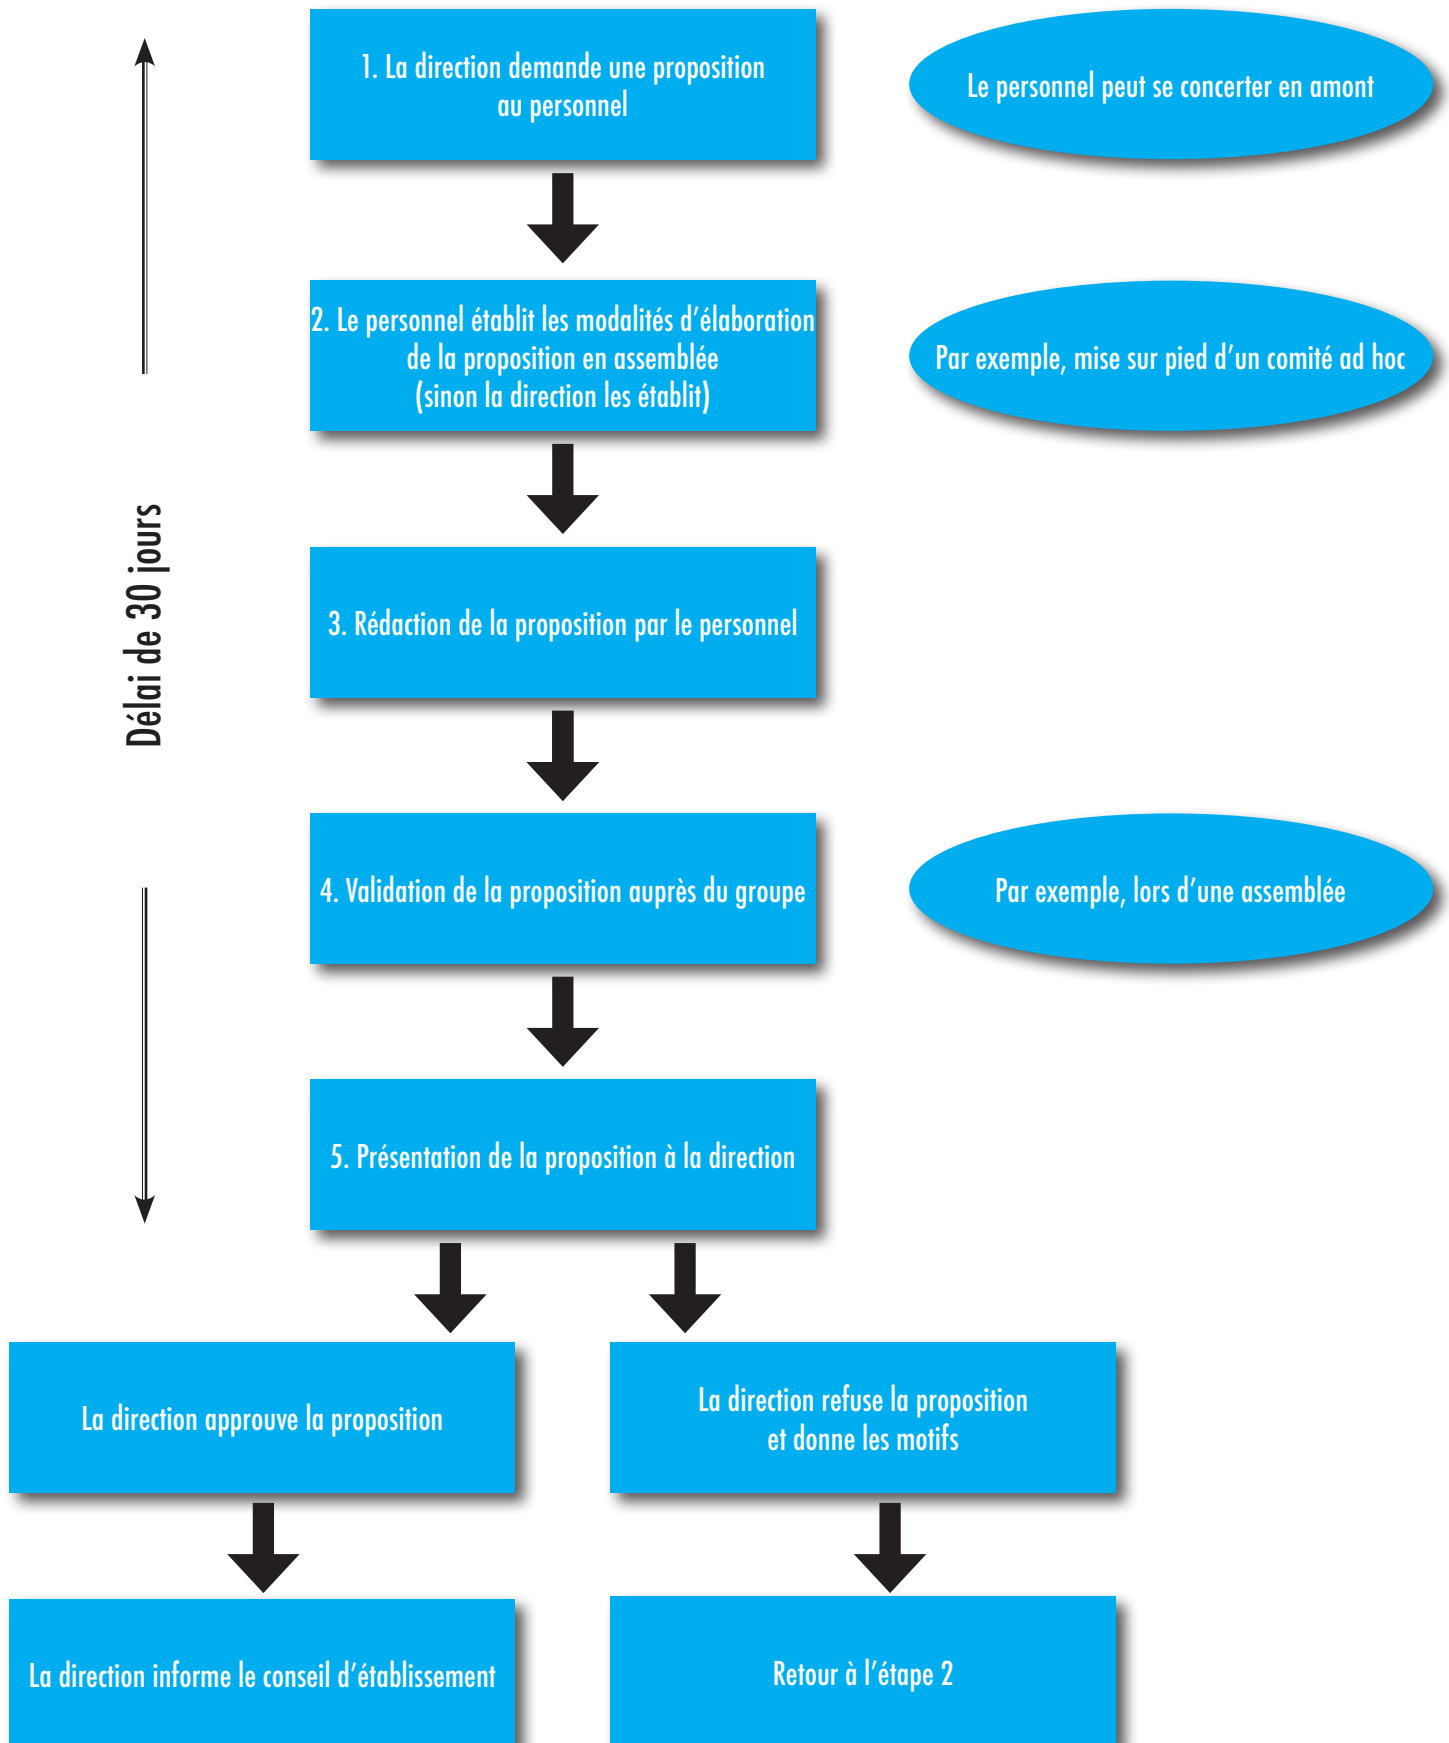 1. La direction demande une proposition
au personnel
Le personnel peut se concerter en amont
2. Le personnel établit les modalités d’élaboration
de la proposition en assemblée
(sinon la direction les établit)
Par exemple, mise sur pied d’un comité ad hoc
Délai de 30 jours
3. Rédaction de la proposition par le personnel
4. Validation de la proposition auprès du groupe
Par exemple, lors d’une assemblée
5. Présentation de la proposition à la direction
La direction approuve la proposition
La direction refuse la proposition
et donne les motifs
La direction informe le conseil d’établissement
Retour à l’étape 2